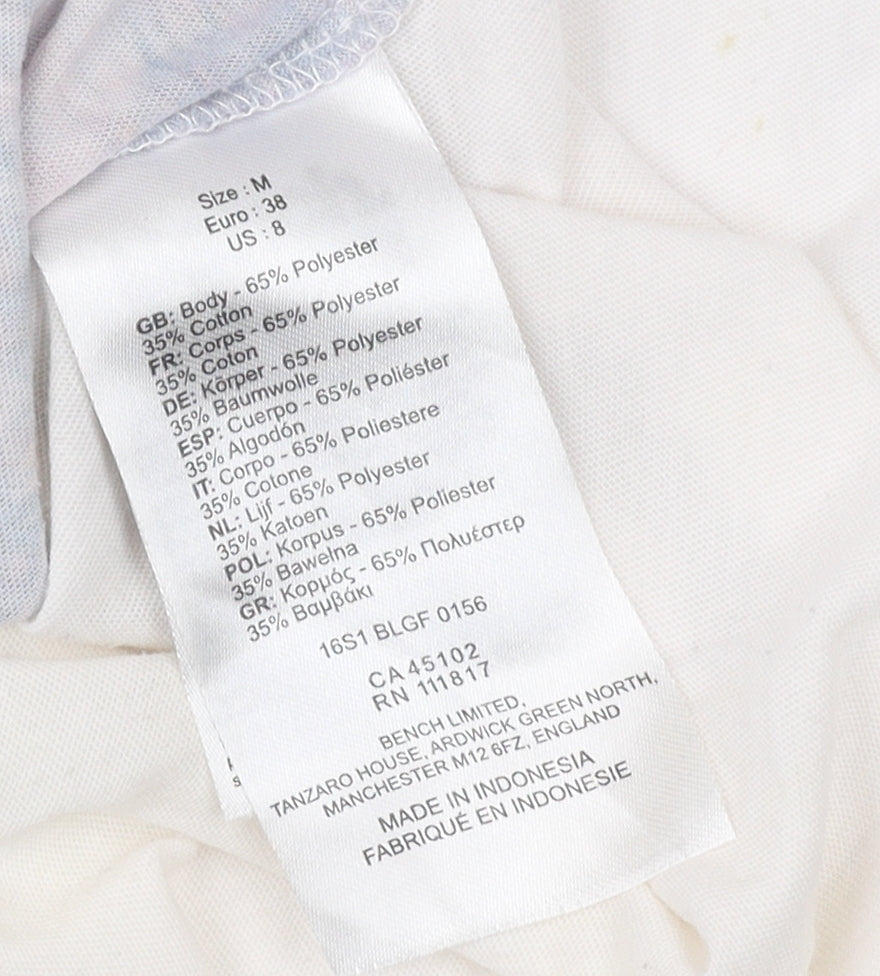 Size : M
Euro : 38
US : 8
GB: Body - 65% Polyester
35% Cotton
FR: Corps - 65% Polyester
35% Coton
DE: Körper - 65% Polyester
35% Baumwolle
ESP: Cuerpo - 65% Poliéster
35% Algodón
IT: Corpo - 65% Poliestere
35% Cotone
NL: Lijf - 65% Polyester
35% Katoen
POL: Korpus - 65% Poliester
35% Bawełna
GR: Κορμός - 65% Πολυέστερ
35% Βαμβάκι
16S1 BLGF 0156
CA 45102
RN 111817
BENCH LIMITED,
TANZARO HOUSE, ARDWICK GREEN NORTH,
MANCHESTER M12 6FZ, ENGLAND
MADE IN INDONESIA
FABRIQUÉ EN INDONESIE